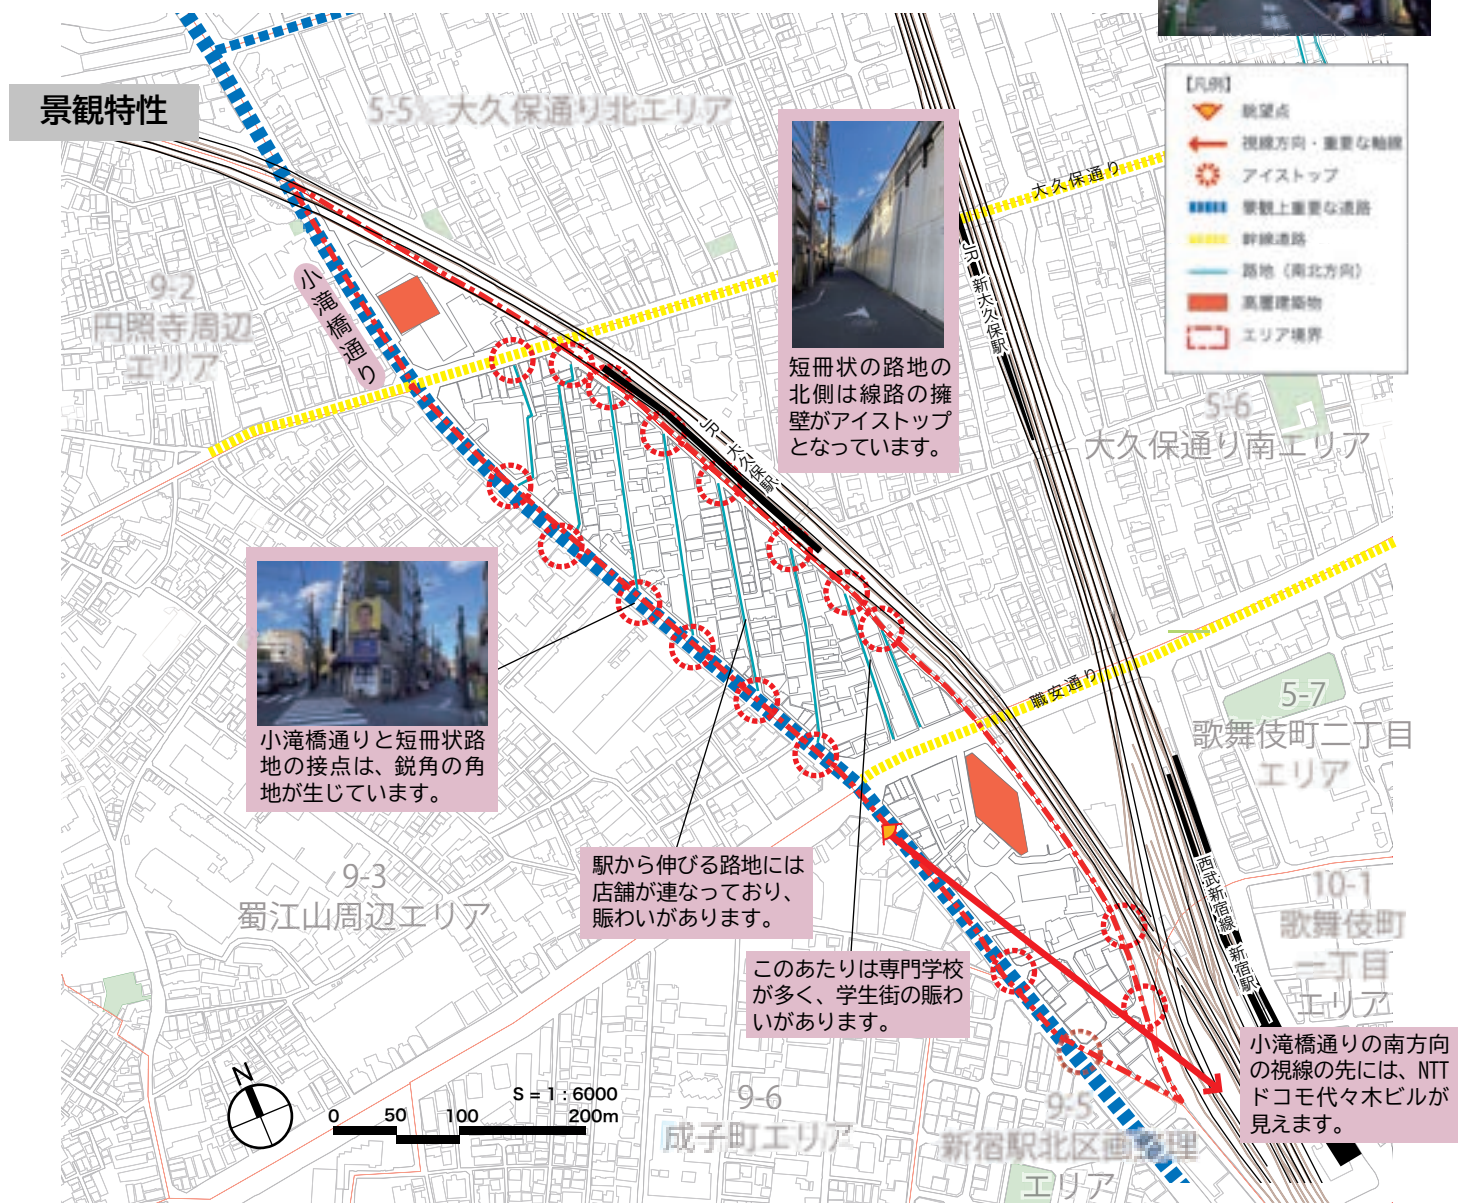 景観特性
5-5 大久保通り北エリア
【凡例】
眺望点
視線方向・重要な軸線
アイストップ
景観上重要な道路
幹線道路
路地（南北方向）
高層建築物
エリア境界
大久保通り
JR 新大久保駅
短冊状の路地の
北側は線路の擁
壁がアイストップ
となっています。
9-2
円照寺周辺
エリア
小滝橋通り
5-6
大久保通り南エリア
JR 大久保駅
小滝橋通りと短冊状路
地の接点は、鋭角の角
地が生じています。
職安通り
5-7
歌舞伎町二丁目
エリア
9-3
蜀江山周辺エリア
駅から伸びる路地には
店舗が連なっており、
賑わいがあります。
西武新宿線 新宿駅
10-1
歌舞伎町
一丁目
エリア
このあたりは専門学校
が多く、学生街の賑わ
いがあります。
小滝橋通りの南方向
の視線の先には、NTT
ドコモ代々木ビルが
見えます。
N
S = 1 : 6000
0 50 100 200m
9-6
成子町エリア
9-5
新宿駅北区画整理
エリア